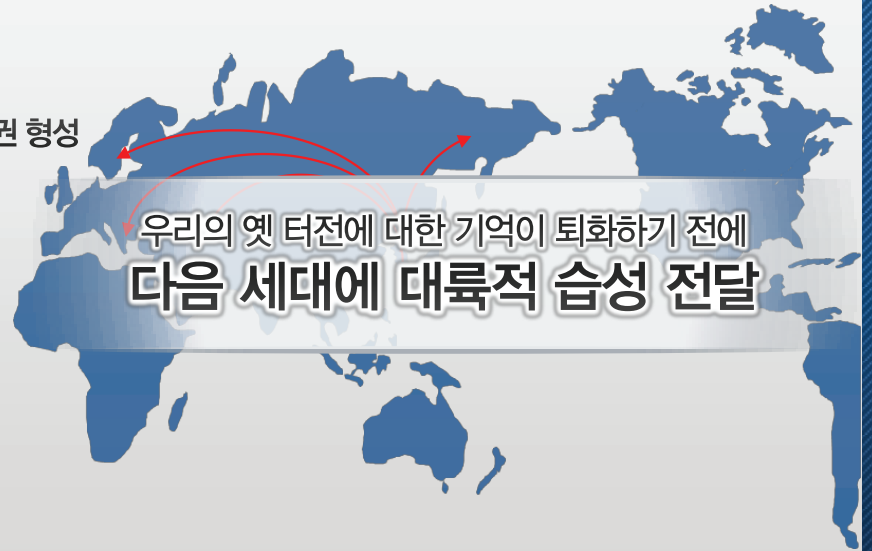 권 형성
우리의 옛 터전에 대한 기억이 퇴화하기 전에
다음 세대에 대륙적 습성 전달